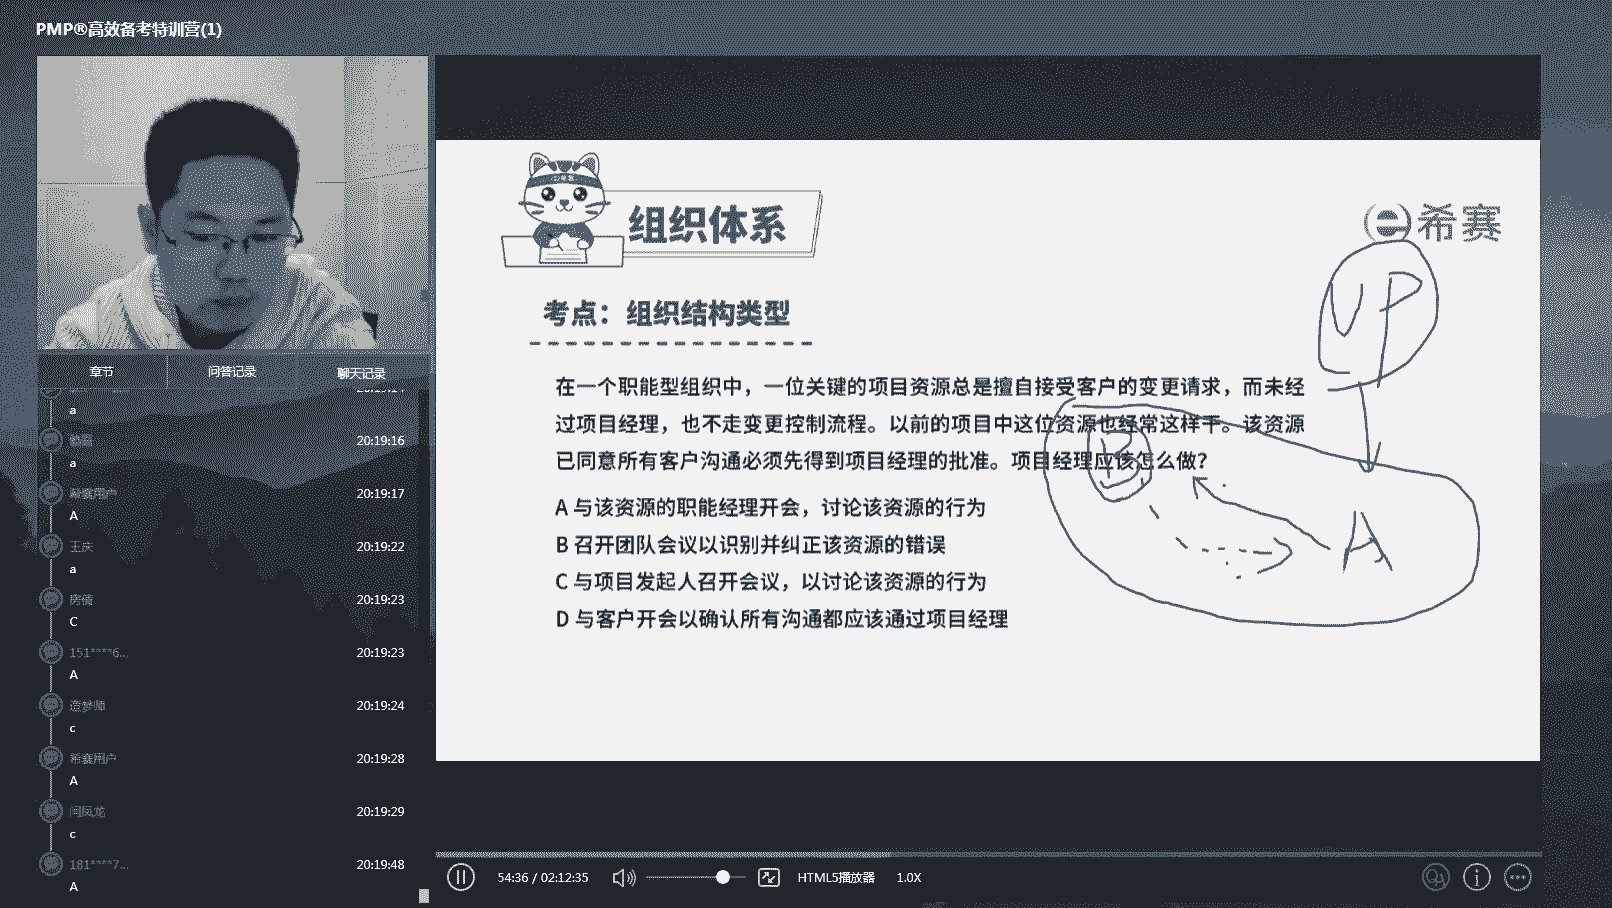 PMP®高效备考特训营(1)
章节
问答记录
聊天记录
a
20:19:16
a
希赛用户
20:19:17
A
王庆
20:19:22
a
房倩
20:19:23
C
151****6...
20:19:23
A
造梦师
20:19:24
c
希赛用户
20:19:28
A
闫凤龙
20:19:29
c
181****7...
20:19:48
A
组织体系
希赛
考点：组织结构类型
在一个职能型组织中，一位关键的项目资源总是擅自接受客户的变更请求，而未经
过项目经理，也不走变更控制流程。以前的项目中这位资源也经常这样干。该资源
已同意所有客户沟通必须先得到项目经理的批准。项目经理应该怎么做？
A 与该资源的职能经理开会，讨论该资源的行为
B 召开团队会议以识别并纠正该资源的错误
C 与项目发起人召开会议，以讨论该资源的行为
D 与客户开会以确认所有沟通都应该通过项目经理
VP
B
A
54:36 / 02:12:35
HTML5播放器
1.0X